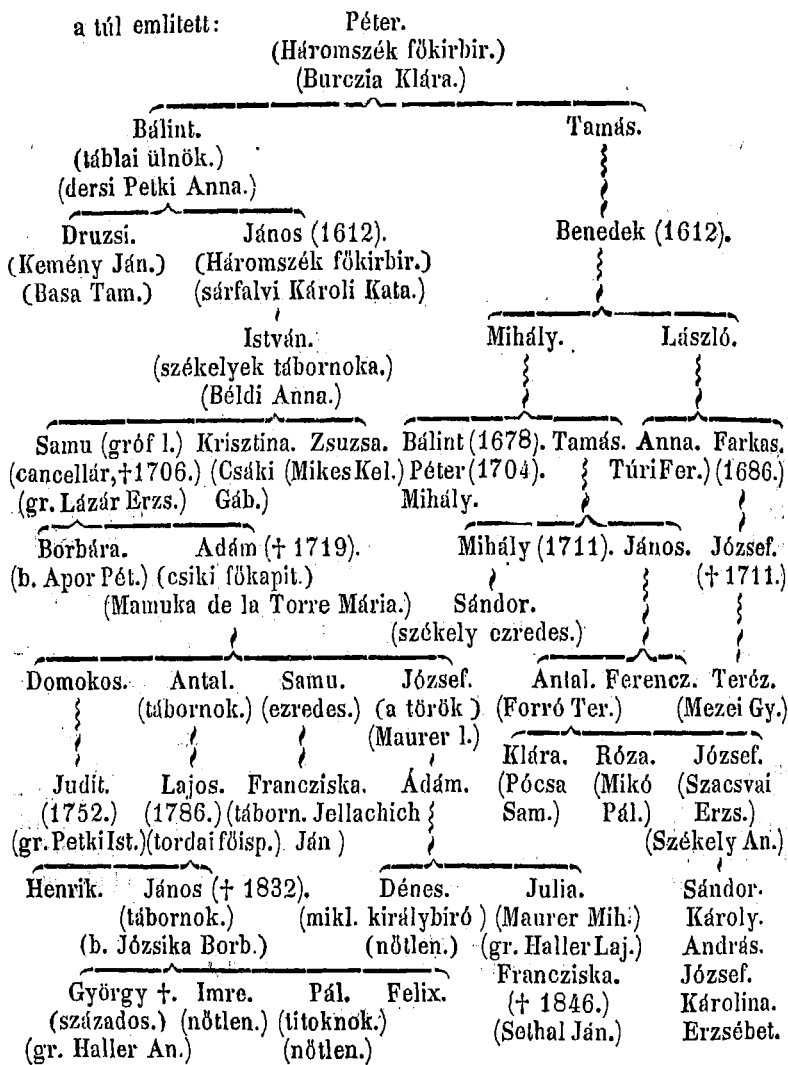 a túl emlitett: Péter.
(Háromszék főkirbir.)
(Burczia Klára.)
Bálint. Tamás.
(táblai ülnök.)
(dersi Petki Anna.)
Druzsi. János (1612). Benedek (1612).
(Kemény Ján.) (Háromszék főkirbir.)
(Basa Tam.) (sárfalvi Károli Kata.)
István. Mihály. László.
(székelyek tábornoka.)
(Béldi Anna.)
Samu (gróf l.) Krisztina. Zsuzsa. Bálint (1678). Tamás. Anna. Farkas.
(cancellár, †1706.) (Csáki (Mikes Kel.) Péter (1704). Túri Fer.) (1686.)
(gr. Lázár Erzs.) Gáb.) Mihály.
Borbára. Adám († 1719). Mihály (1711). János. József.
(b. Apor Pét.) (csiki főkapit.) († 1711.)
(Mamuka de la Torre Mária.) Sándor.
(székely ezredes.)
Domokos. Antal. Samu. József. Antal. Ferencz. Teréz.
(tábornok.) (ezredes.) (a török ) (Forró Ter.) (Mezei Gy.)
(Maurer l.)
Klára. Róza. József.
Judit. Lajos. Francziska. Ádám. (Pócsa (Mikó (Szacsvai
(1752.) (1786.) (táborn. Jellachich Sam.) Pál.) Erzs.)
(gr. Petki Ist.) (tordai főisp.) Ján ) (Székely An.)
Henrik. János († 1832). Dénes. Julia. Sándor.
(tábornok.) (mikl. királybiró ) (Maurer Mih.) Károly.
(b. Józsika Borb.) (nőtlen.) (gr. Haller Laj.) András.
György †. Imre. Pál. Felix. Francziska. József.
(százados.) (nőtlen.) (titoknok.) († 1846.) Károlina.
(gr. Haller An.) (nőtlen.) (Sethal Ján.) Erzsébet.